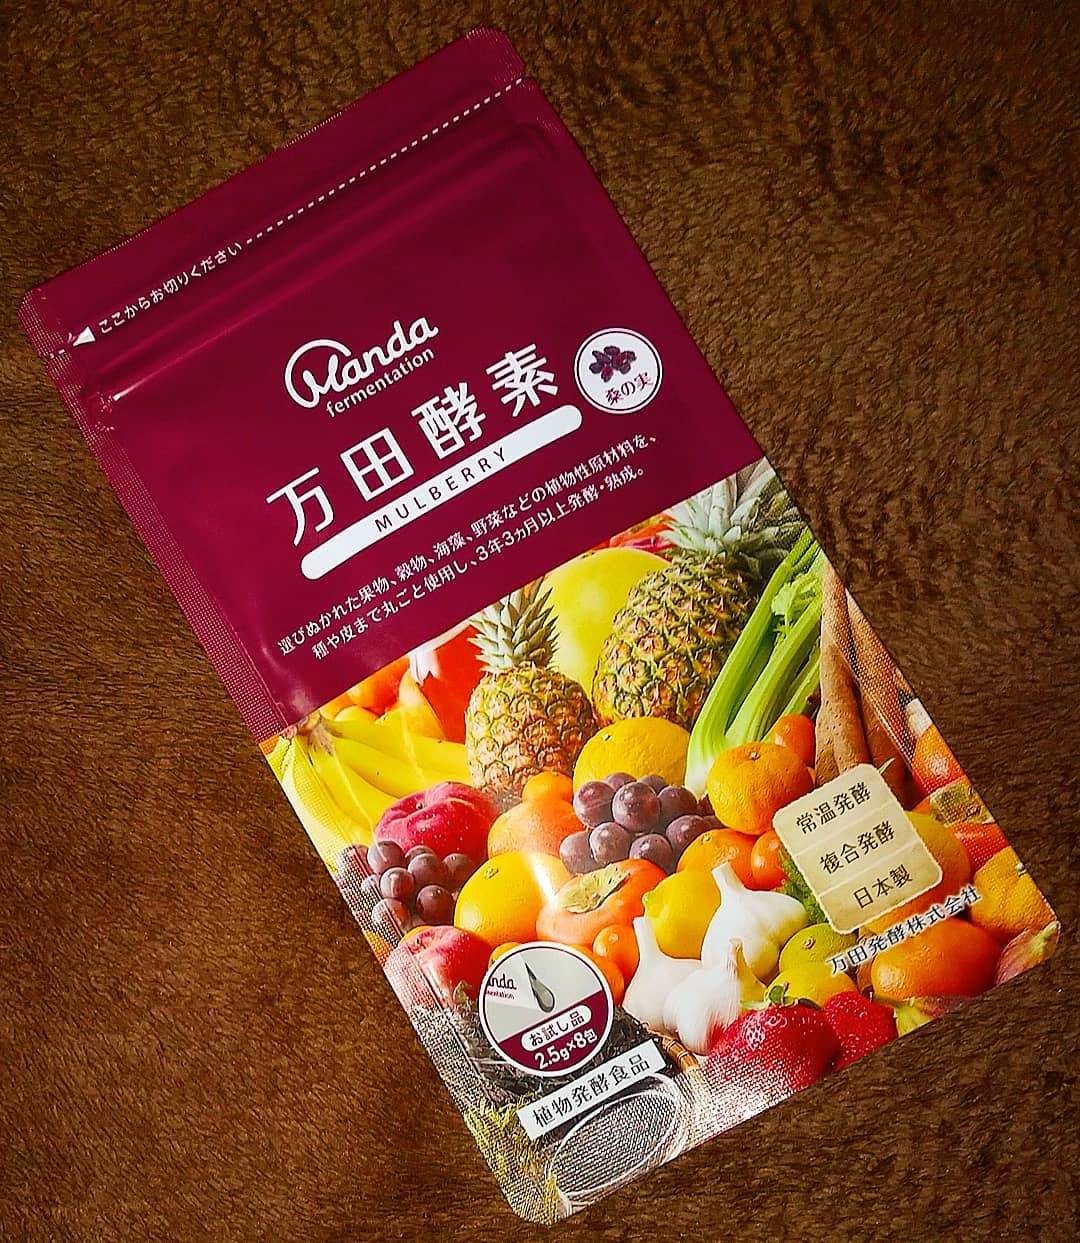 ここからお切りください
Manda
fermentation
万田酵素
桑の実
MULBERRY
選びぬかれた果物、穀物、海藻、野菜などの植物性原材料を、
種や皮まで丸ごと使用し、3年3ヵ月以上発酵・熟成。
常温発酵
複合発酵
日本製
万田発酵株式会社
anda
mentation
お試し品
2.5g×8包
植物発酵食品